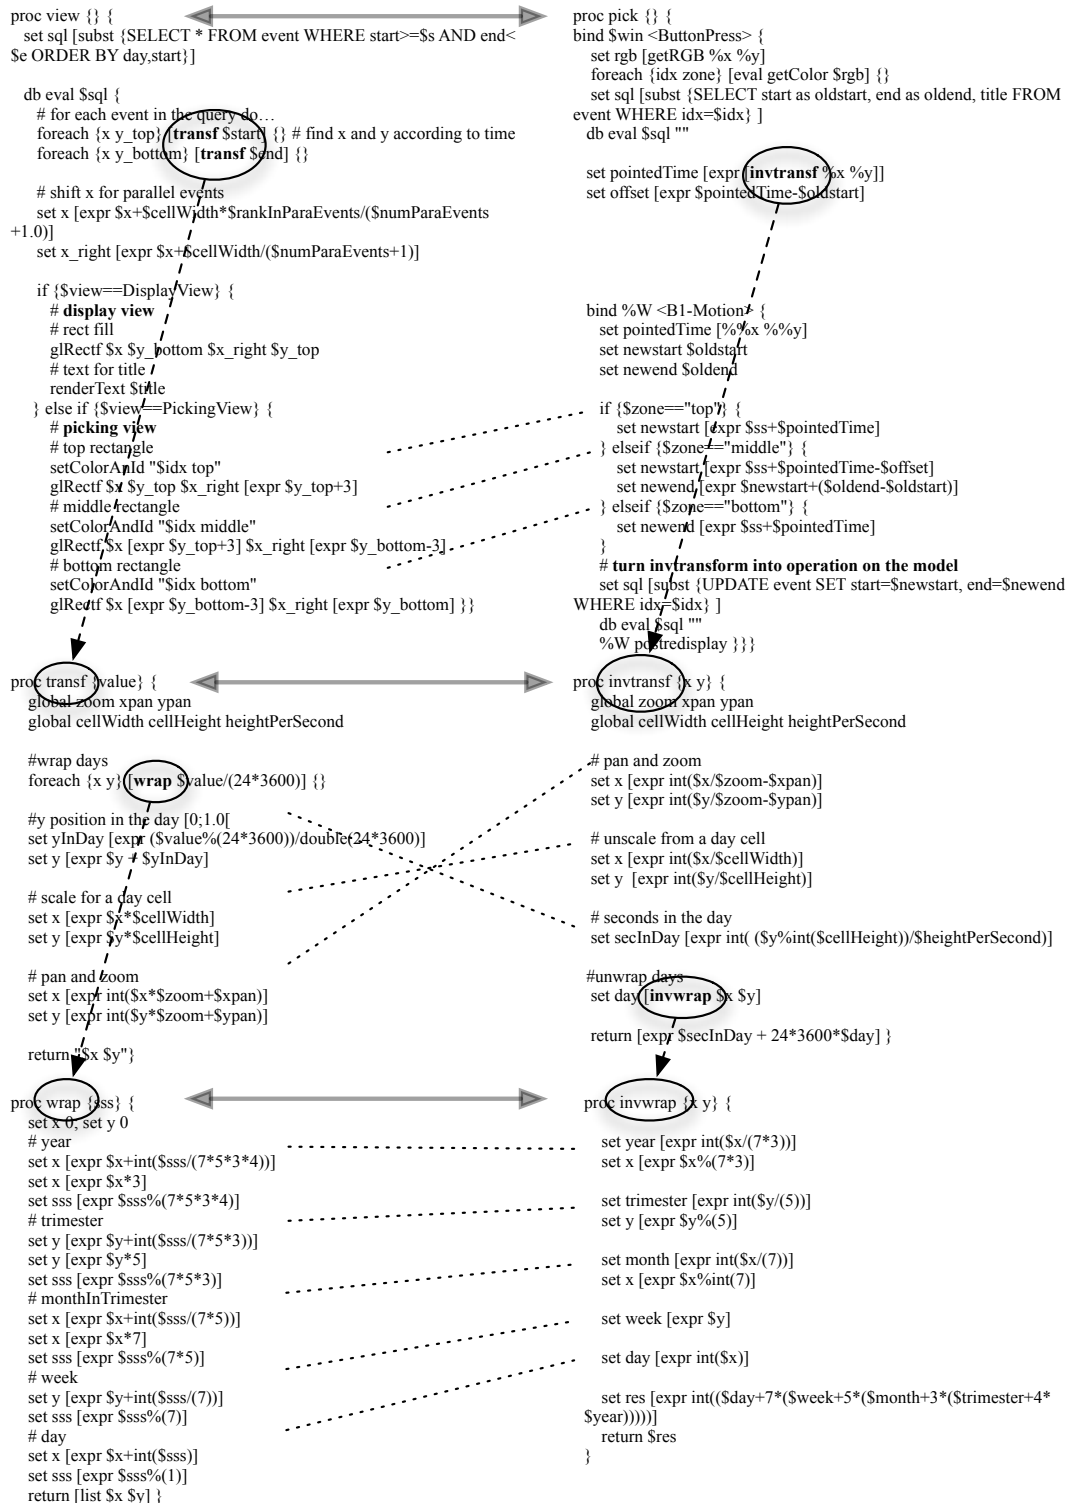 proc view {} {
set sql [subst {SELECT * FROM event WHERE start>=$s AND end<
$e ORDER BY day,start}]
db eval $sql {
# for each event in the query do…
foreach {x y_top} [transf $start] {} # find x and y according to time
foreach {x y_bottom} [transf $end] {}
# shift x for parallel events
set x [expr $x+$cellWidth*$rankInParaEvents/($numParaEvents
+1.0)]
set x_right [expr $x+$cellWidth/($numParaEvents+1)]
if {$view==DisplayView} {
# display view
# rect fill
glRectf $x $y_bottom $x_right $y_top
# text for title
renderText $title
} else if {$view==PickingView} {
# picking view
# top rectangle
setColorAndId "$idx top"
glRectf $x $y_top $x_right [expr $y_top+3]
# middle rectangle
setColorAndId "$idx middle"
glRectf $x [expr $y_top+3] $x_right [expr $y_bottom-3]
# bottom rectangle
setColorAndId "$idx bottom"
glRectf $x [expr $y_bottom-3] $x_right [expr $y_bottom] }}
proc transf {value} {
global zoom xpan ypan
global cellWidth cellHeight heightPerSecond
#wrap days
foreach {x y} [wrap $value/(24*3600)] {}
#y position in the day [0;1.0[
set yInDay [expr ($value%(24*3600))/double(24*3600)]
set y [expr $y + $yInDay]
# scale for a day cell
set x [expr $x*$cellWidth]
set y [expr $y*$cellHeight]
# pan and zoom
set x [expr int($x*$zoom+$xpan)]
set y [expr int($y*$zoom+$ypan)]
return "$x $y"}
proc wrap {sss} {
set x 0, set y 0
# year
set x [expr $x+int($sss/(7*5*3*4))]
set x [expr $x*3]
set sss [expr $sss%(7*5*3*4]
# trimester
set y [expr $y+int($sss/(7*5*3))]
set y [expr $y*5]
set sss [expr $sss%(7*5*3]
# monthInTrimester
set x [expr $x+int($sss/(7*5))]
set x [expr $x*7]
set sss [expr $sss%(7*5)]
# week
set y [expr $y+int($sss/(7))]
set sss [expr $sss%(7)]
# day
set x [expr $x+int($sss)]
set sss [expr $sss%(1)]
return [list $x $y] }
proc pick {} {
bind $win <ButtonPress> {
set rgb [getRGB %x %y]
foreach {idx zone} [eval getColor $rgb] {}
set sql [subst {SELECT start as oldstart, end as oldend, title FROM
event WHERE idx=$idx} ]
db eval $sql ""
set pointedTime [expr [invtransf %x %y]]
set offset [expr $pointedTime-$oldstart]
bind %W <B1-Motion> {
set pointedTime [%%x %%y]
set newstart $oldstart
set newend $oldend
if {$zone=="top"} {
set newstart [expr $ss+$pointedTime]
} elseif {$zone=="middle"} {
set newstart [expr $ss+$pointedTime-$offset]
set newend [expr $newstart+($oldend-$oldstart)]
} elseif {$zone=="bottom"} {
set newend [expr $ss+$pointedTime]
}
# turn invtransform into operation on the model
set sql [subst {UPDATE event SET start=$newstart, end=$newend
WHERE idx=$idx} ]
db eval $sql ""
%W postredisplay }}}
proc invtransf {x y} {
global zoom xpan ypan
global cellWidth cellHeight heightPerSecond
# pan and zoom
set x [expr int($x/$zoom-$xpan)]
set y [expr int($y/$zoom-$ypan)]
# unscale from a day cell
set x [expr int($x/$cellWidth)]
set y [expr int($y/$cellHeight)]
# seconds in the day
set secInDay [expr int( ($y%int($cellHeight))/$heightPerSecond)]
#unwrap days
set day [invwrap $x $y]
return [expr $secInDay + 24*3600*$day] }
proc invwrap {x y} {
set year [expr int($x/(7*3))]
set x [expr $x%(7*3)]
set trimester [expr int($y/(5))]
set y [expr $y%(5)]
set month [expr int($x/(7))]
set x [expr $x%int(7)]
set week [expr $y]
set day [expr int($x)]
set res [expr int(($day+7*($week+5*($month+3*($trimester+4*
$year)))))]
return $res
}